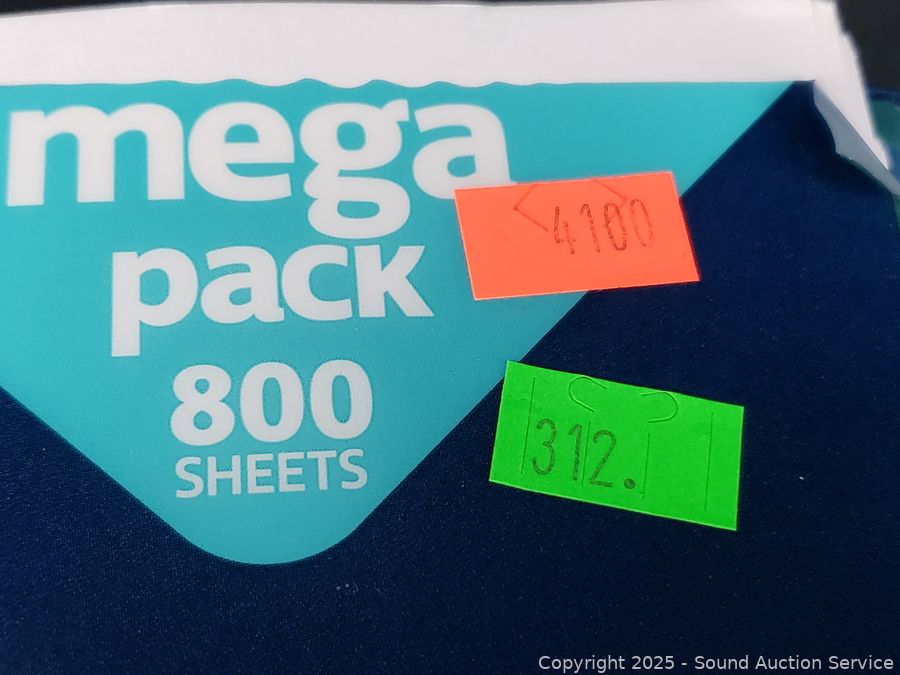 mega
pack
800
SHEETS
4100
312.
Copyright 2025 - Sound Auction Service